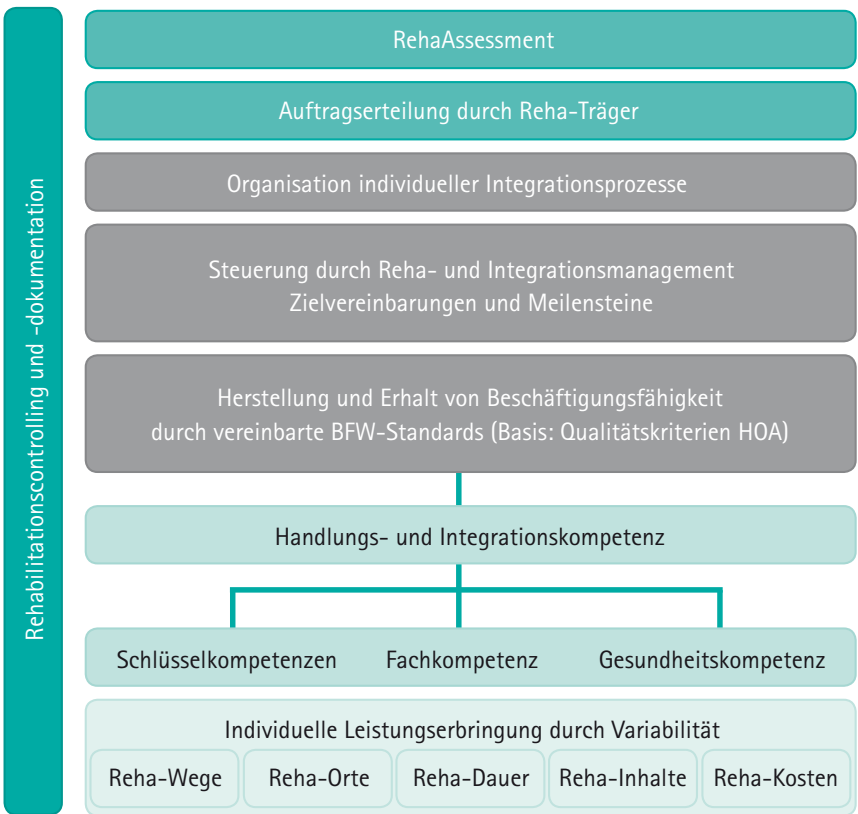 Rehabilitationscontrolling und -dokumentation
RehaAssessment
Auftragserteilung durch Reha-Träger
Organisation individueller Integrationsprozesse
Steuerung durch Reha- und Integrationsmanagement
Zielvereinbarungen und Meilensteine
Herstellung und Erhalt von Beschäftigungsfähigkeit
durch vereinbarte BFW-Standards (Basis: Qualitätskriterien HOA)
Handlungs- und Integrationskompetenz
Schlüsselkompetenzen Fachkompetenz Gesundheitskompetenz
Individuelle Leistungserbringung durch Variabilität
Reha-Wege Reha-Orte Reha-Dauer Reha-Inhalte Reha-Kosten